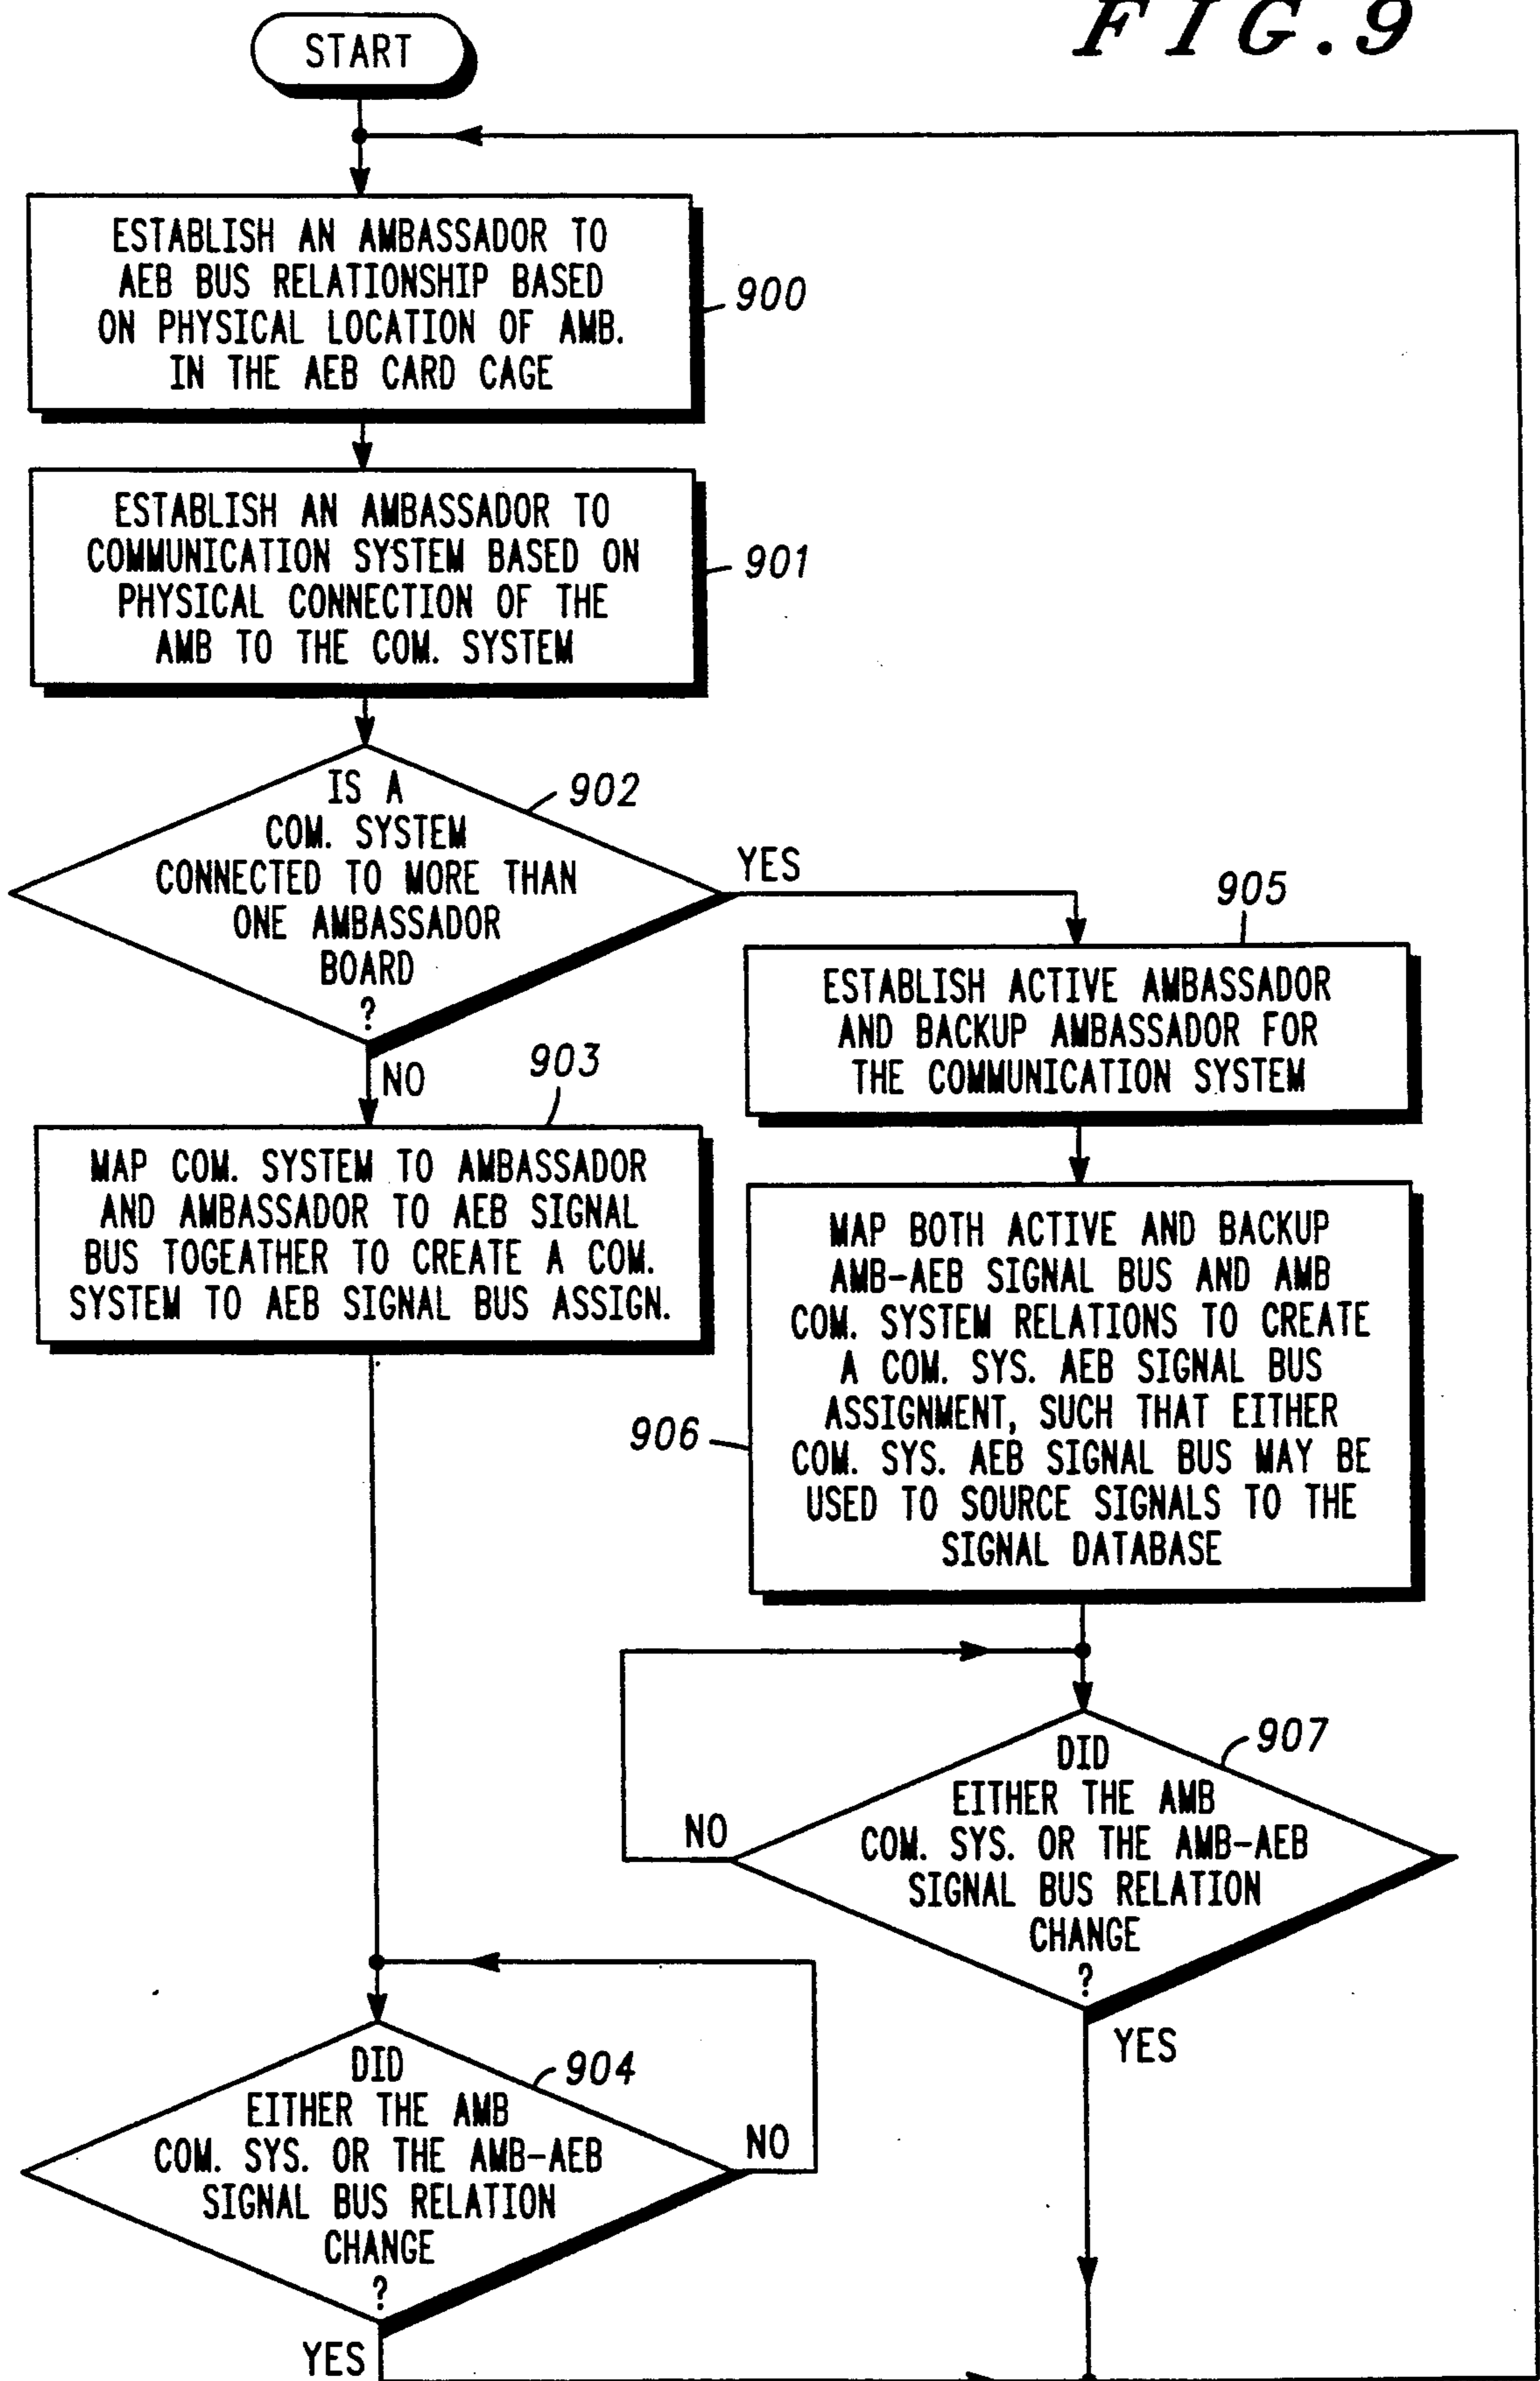 FIG. 9
START
ESTABLISH AN AMBASSADOR TO
AEB BUS RELATIONSHIP BASED
ON PHYSICAL LOCATION OF AMB.
IN THE AEB CARD CAGE
900
ESTABLISH AN AMBASSADOR TO
COMMUNICATION SYSTEM BASED ON
PHYSICAL CONNECTION OF THE
AMB TO THE COM. SYSTEM
901
IS A
COM. SYSTEM
CONNECTED TO MORE THAN
ONE AMBASSADOR
BOARD
?
902
YES
NO
903
MAP COM. SYSTEM TO AMBASSADOR
AND AMBASSADOR TO AEB SIGNAL
BUS TOGEATHER TO CREATE A COM.
SYSTEM TO AEB SIGNAL BUS ASSIGN.
905
ESTABLISH ACTIVE AMBASSADOR
AND BACKUP AMBASSADOR FOR
THE COMMUNICATION SYSTEM
MAP BOTH ACTIVE AND BACKUP
AMB-AEB SIGNAL BUS AND AMB
COM. SYSTEM RELATIONS TO CREATE
A COM. SYS. AEB SIGNAL BUS
ASSIGNMENT, SUCH THAT EITHER
COM. SYS. AEB SIGNAL BUS MAY BE
USED TO SOURCE SIGNALS TO THE
SIGNAL DATABASE
906
DID
EITHER THE AMB
COM. SYS. OR THE AMB-AEB
SIGNAL BUS RELATION
CHANGE
?
907
NO
YES
DID
EITHER THE AMB
COM. SYS. OR THE AMB-AEB
SIGNAL BUS RELATION
CHANGE
?
904
NO
YES